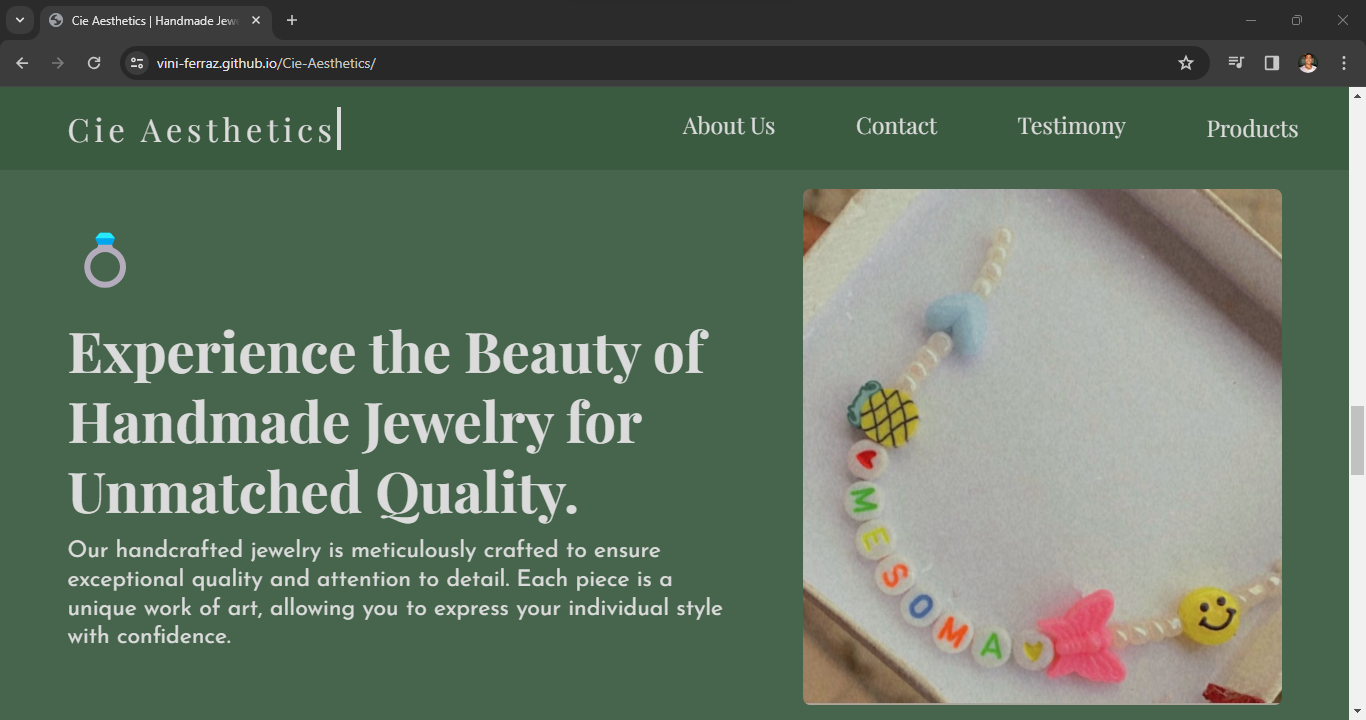 Cie Aesthetics | Handmade Jew
vini-ferraz.github.io/Cie-Aesthetics/
Cie Aesthetics
About Us
Contact
Testimony
Products
Experience the Beauty of
Handmade Jewelry for
Unmatched Quality.
Our handcrafted jewelry is meticulously crafted to ensure
exceptional quality and attention to detail. Each piece is a
unique work of art, allowing you to express your individual style
with confidence.
MESOMA